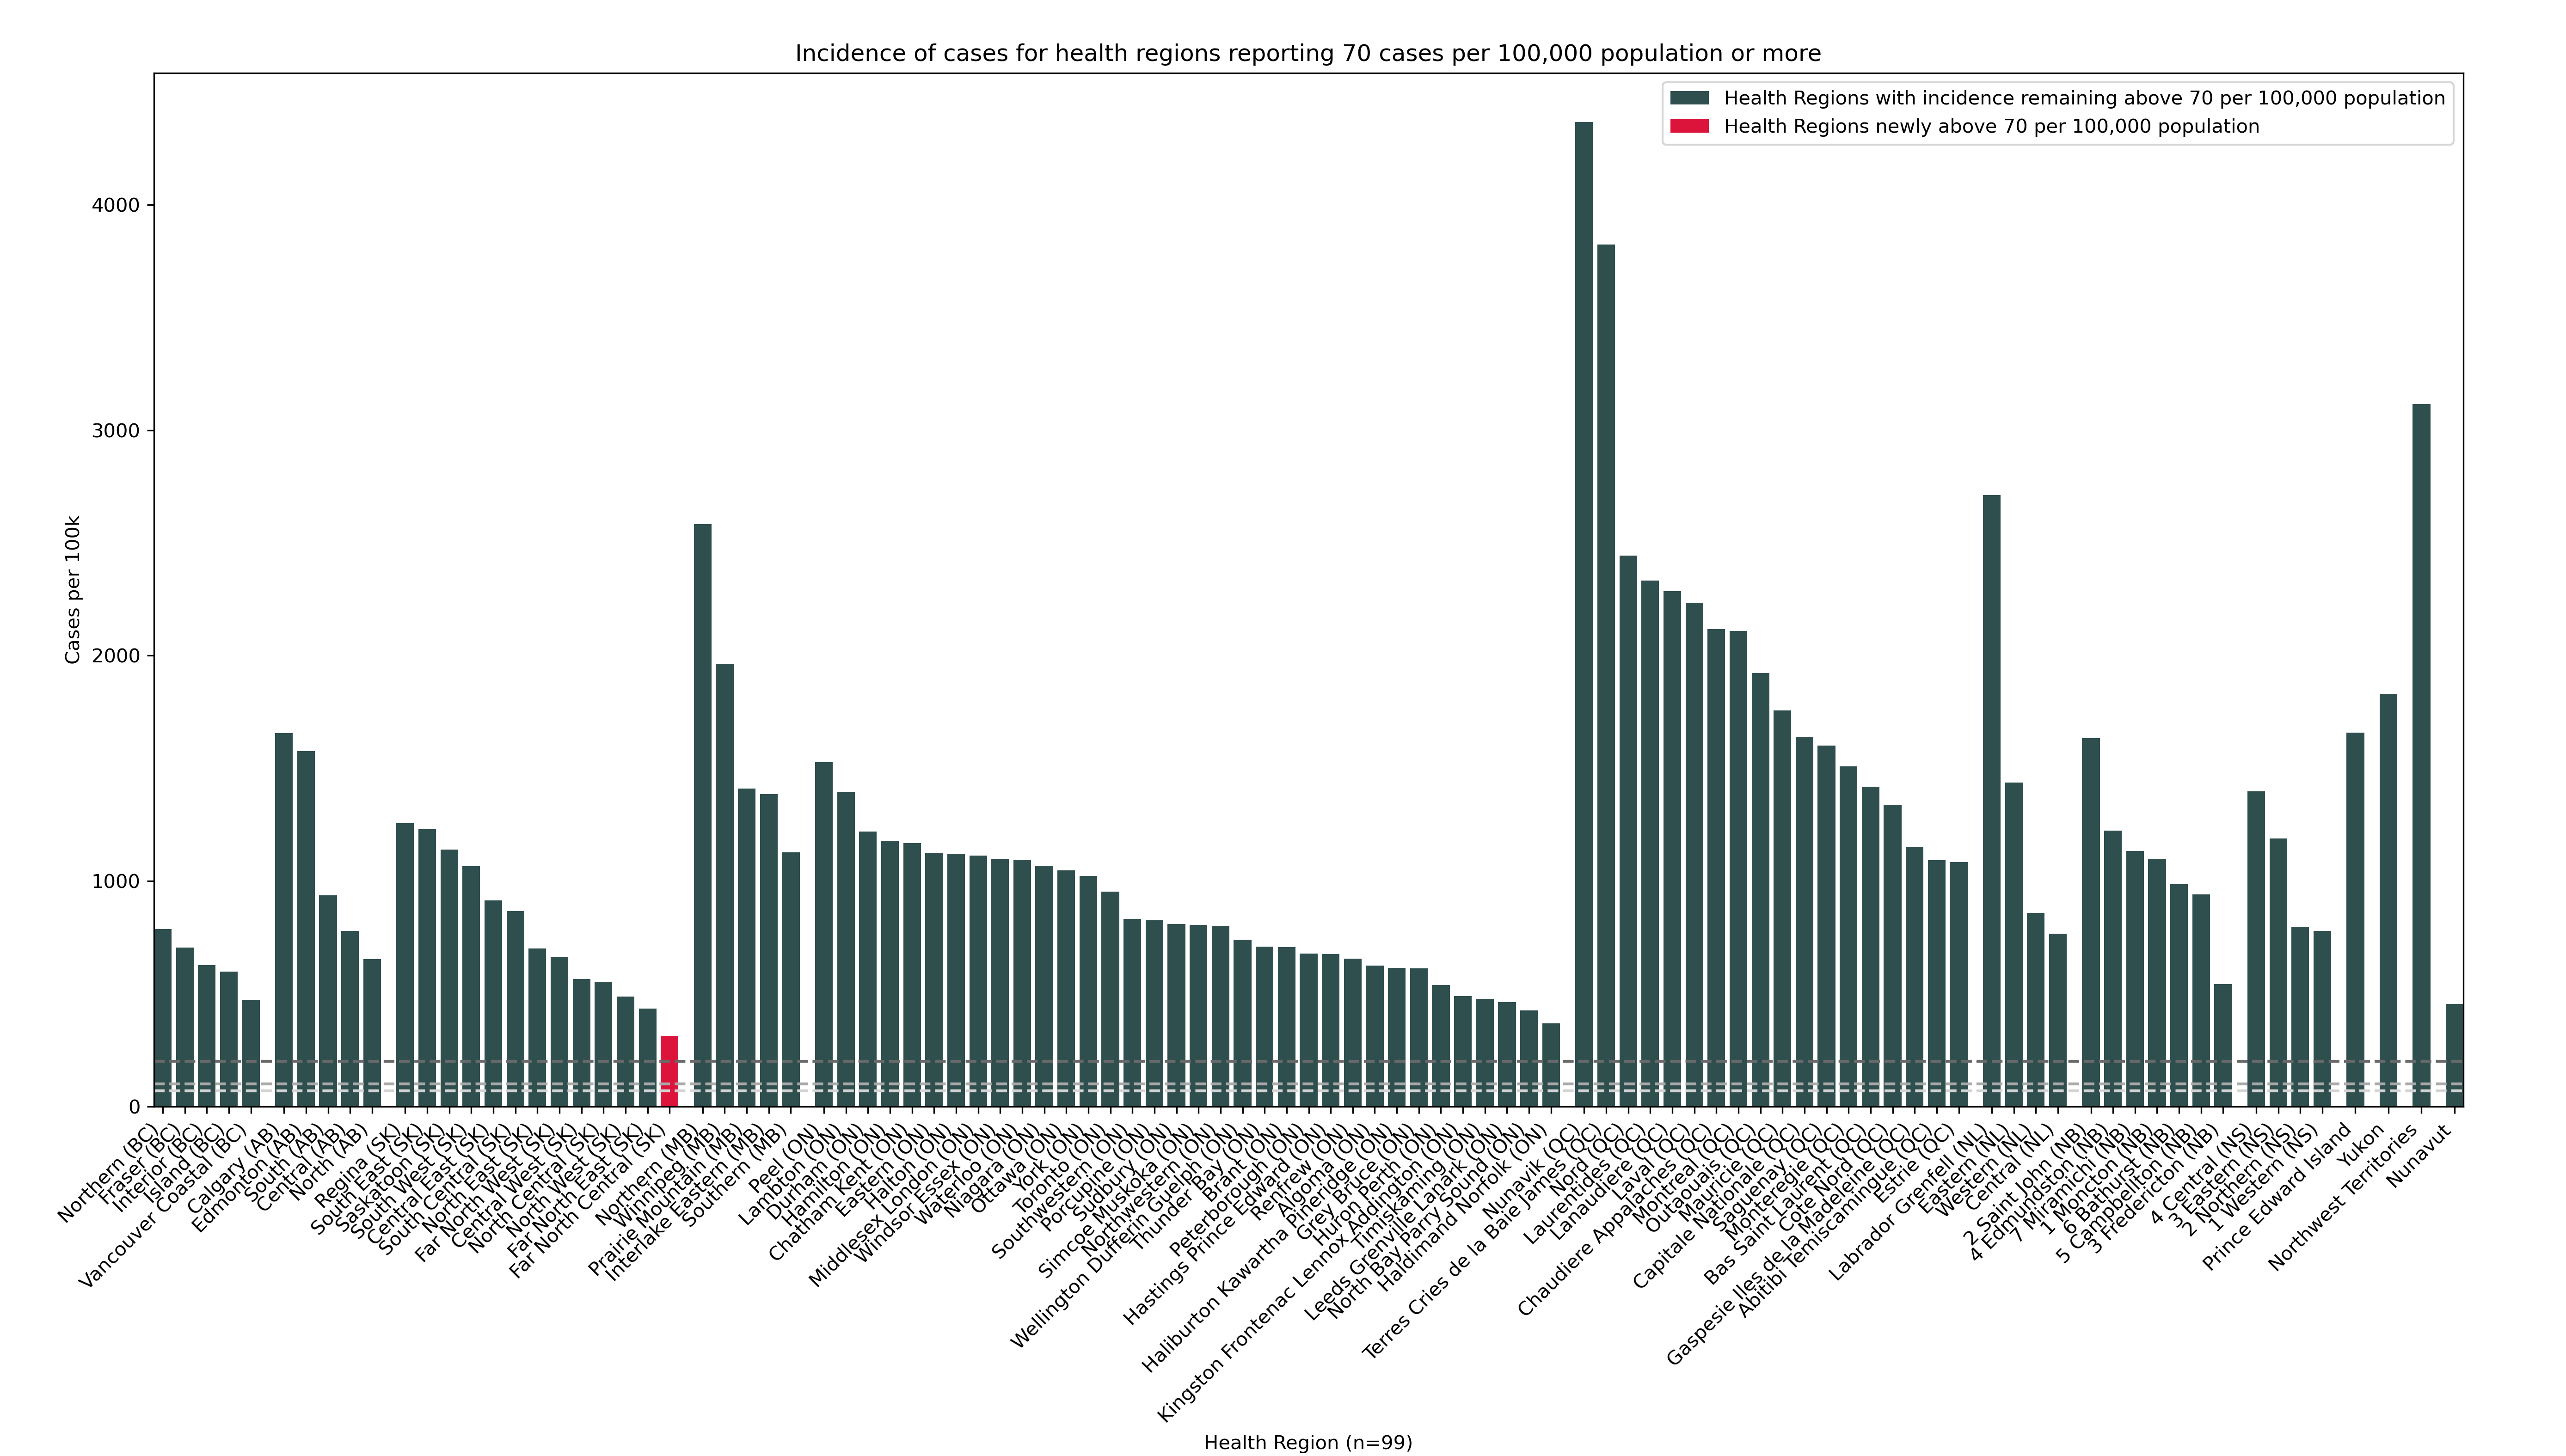 Incidence of cases for health regions reporting 70 cases per 100,000 population or more
Health Regions with incidence remaining above 70 per 100,000 population
Health Regions newly above 70 per 100,000 population
4000
3000
2000
1000
0
Cases per 100k
Northern (BC)
Fraser (BC)
Interior (BC)
Island (BC)
Vancouver Coastal (BC)
Calgary (AB)
Edmonton (AB)
South (AB)
Central (AB)
North (AB)
Regina (SK)
South East (SK)
Saskatoon (SK)
South West (SK)
Central East (SK)
South Central (SK)
North East (SK)
Far North West (SK)
Central West (SK)
North Central (SK)
North West (SK)
Far North East (SK)
Far North Central (SK)
Northern (MB)
Winnipeg (MB)
Prairie Mountain (MB)
Interlake Eastern (MB)
Southern (MB)
Peel (ON)
Lambton (ON)
Durham (ON)
Hamilton (ON)
Chatham Kent (ON)
Eastern (ON)
Halton (ON)
Middlesex London (ON)
Windsor Essex (ON)
Waterloo (ON)
Niagara (ON)
Ottawa (ON)
York (ON)
Toronto (ON)
Southwestern (ON)
Porcupine (ON)
Sudbury (ON)
Simcoe Muskoka (ON)
Northwestern (ON)
Wellington Dufferin Guelph (ON)
Thunder Bay (ON)
Brant (ON)
Peterborough (ON)
Hastings Prince Edward (ON)
Renfrew (ON)
Algoma (ON)
Haliburton Kawartha Pineridge (ON)
Grey Bruce (ON)
Huron Perth (ON)
Kingston Frontenac Lennox Addington (ON)
Timiskaming (ON)
Leeds Grenville Lanark (ON)
North Bay Parry Sound (ON)
Haldimand Norfolk (ON)
Nunavik (QC)
Terres Cries de la Baie James (QC)
Nord (QC)
Laurentides (QC)
Lanaudiere (QC)
Laval (QC)
Chaudiere Appalaches (QC)
Montreal (QC)
Outaouais (QC)
Mauricie (QC)
Capitale Nationale (QC)
Saguenay (QC)
Monteregie (QC)
Bas Saint Laurent (QC)
Cote Nord (QC)
Gaspesie Iles de la Madeleine (QC)
Abitibi Temiscamingue (QC)
Estrie (QC)
Labrador Grenfell (NL)
Eastern (NL)
Western (NL)
Central (NL)
2 Saint John (NB)
4 Edmundston (NB)
7 Miramichi (NB)
1 Moncton (NB)
6 Bathurst (NB)
5 Campbellton (NB)
3 Fredericton (NB)
4 Central (NS)
3 Eastern (NS)
2 Northern (NS)
1 Western (NS)
Prince Edward Island
Yukon
Northwest Territories
Nunavut
Health Region (n=99)